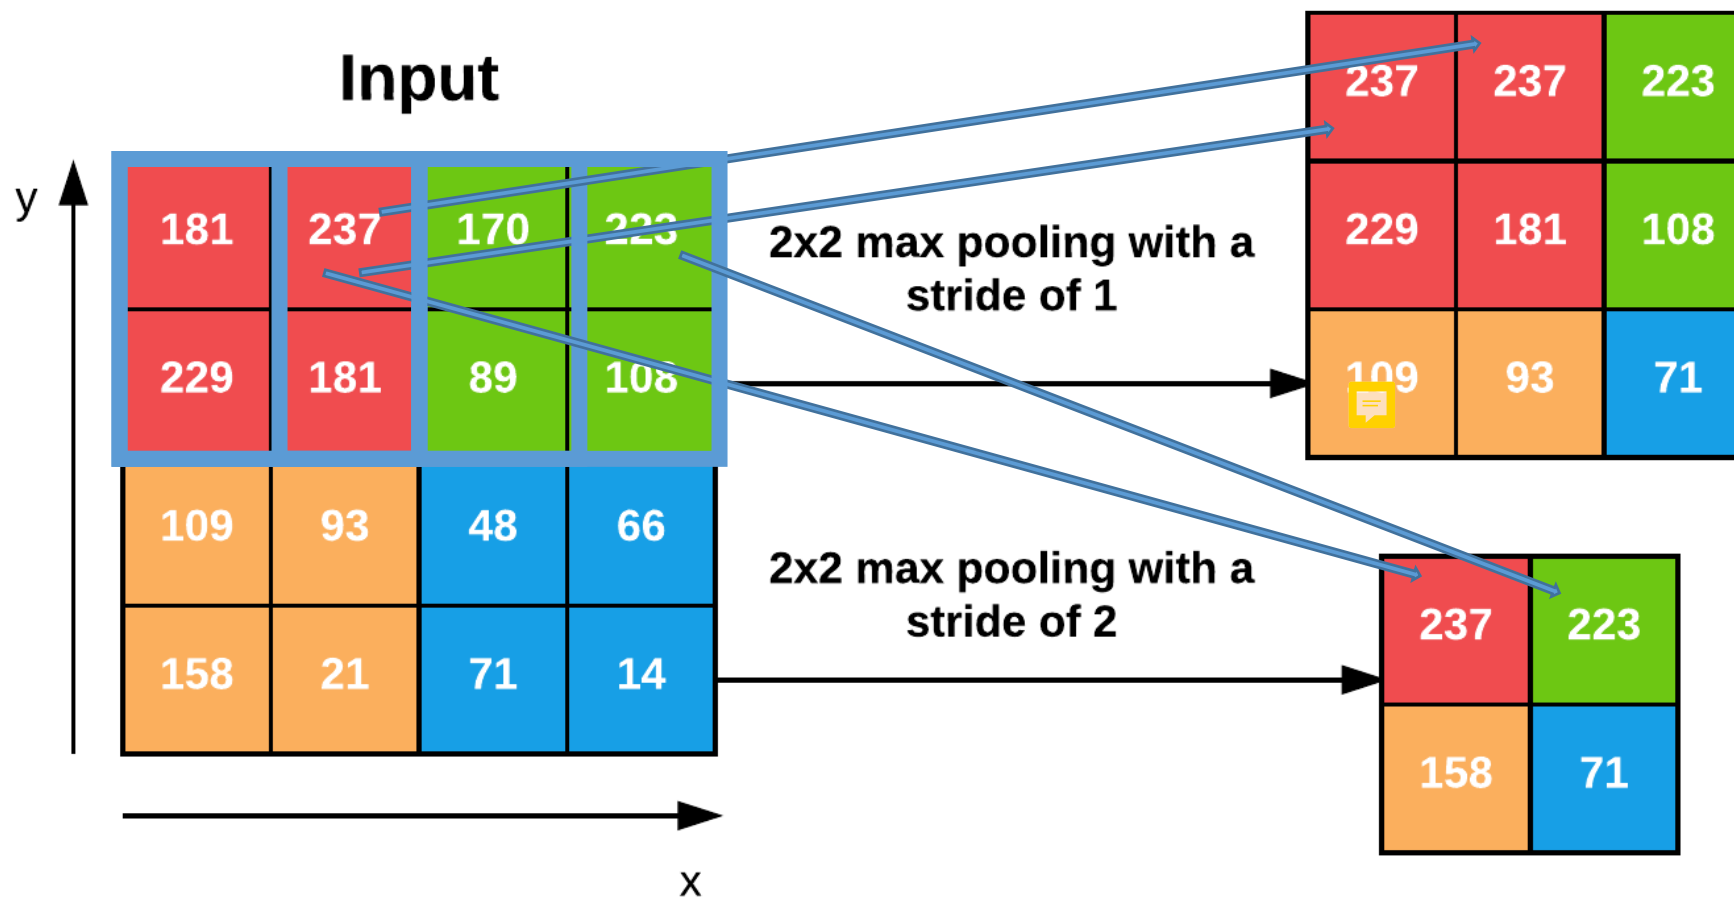 Input
y
181 237 170 223
229 181 89 108
109 93 48 66
158 21 71 14
x
2x2 max pooling with a
stride of 1
237 237 223
229 181 108
109 93 71
2x2 max pooling with a
stride of 2
237 223
158 71